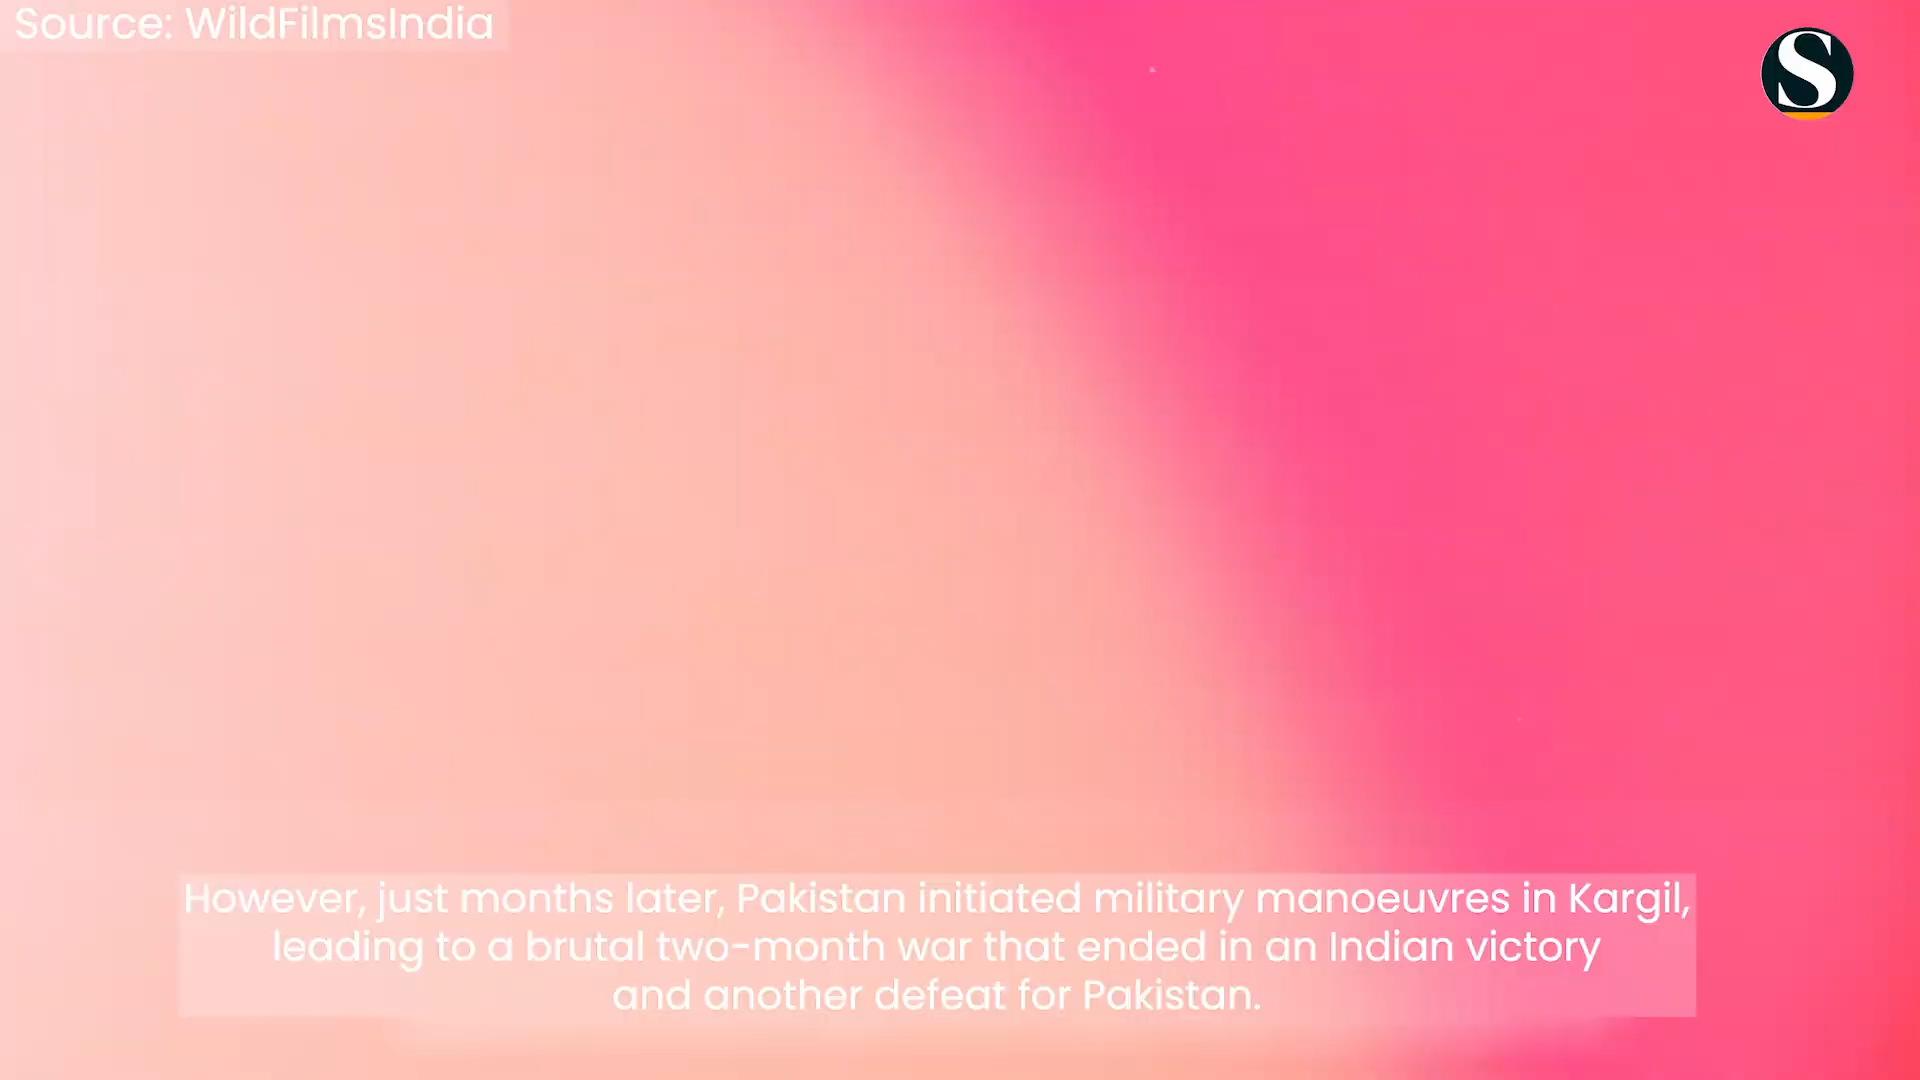 Source: WildFilmsIndia
S
However, just months later, Pakistan initiated military manoeuvres in Kargil,
leading to a brutal two-month war that ended in an Indian victory
and another defeat for Pakistan.